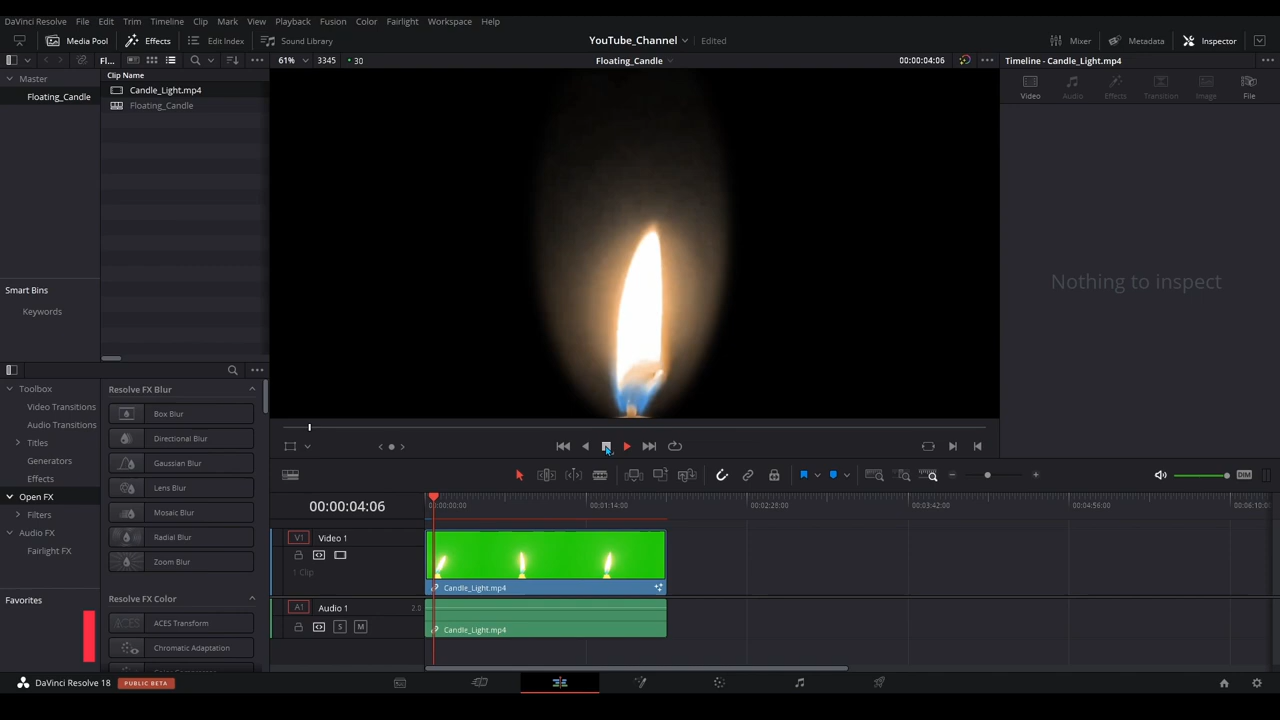 DaVinci Resolve File Edit Trim Timeline Clip Mark View Playback Fusion Color Fairlight Workspace Help
Media Pool Effects Edit Index Sound Library YouTube_Channel Edited Mixer Metadata Inspector
Fl... 61% 3345 30 Floating_Candle 00:00:04:06 Timeline - Candle_Light.mp4
Master
Floating_Candle
Clip Name
Candle_Light.mp4
Floating_Candle
Video Audio Effects Transition Image File
Nothing to inspect
Smart Bins
Keywords
Toolbox
Video Transitions
Audio Transitions
Titles
Generators
Effects
Open FX
Filters
Audio FX
Fairlight FX
Favorites
Resolve FX Blur
Box Blur
Directional Blur
Gaussian Blur
Lens Blur
Mosaic Blur
Radial Blur
Zoom Blur
Resolve FX Color
ACES Transform
Chromatic Adaptation
DIM
00:00:04:06 00:00:00:00 00:01:14:00 00:02:28:00 00:03:42:00 00:04:56:00 00:06:10:00
V1 Video 1
1 Clip
Candle_Light.mp4
A1 Audio 1 2.0
S M
Candle_Light.mp4
DaVinci Resolve 18 PUBLIC BETA